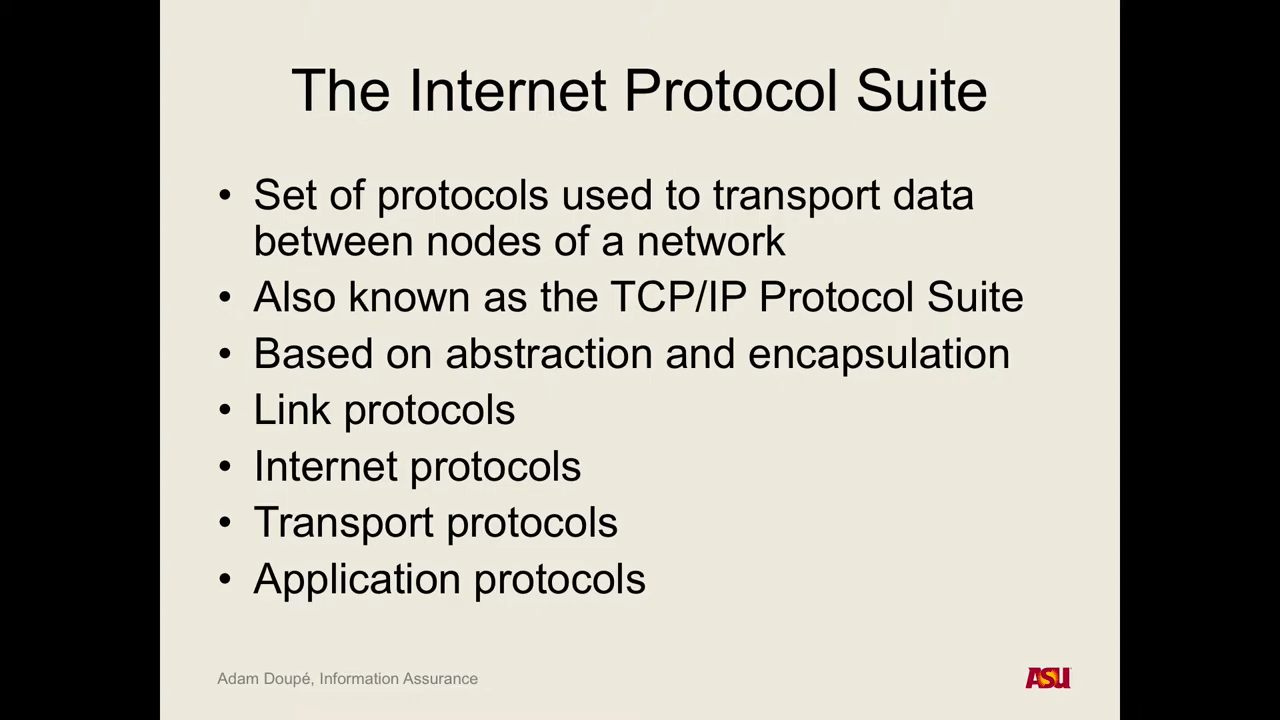 The Internet Protocol Suite
• Set of protocols used to transport data
between nodes of a network
• Also known as the TCP/IP Protocol Suite
• Based on abstraction and encapsulation
• Link protocols
• Internet protocols
• Transport protocols
• Application protocols
Adam Doupé, Information Assurance
ASU